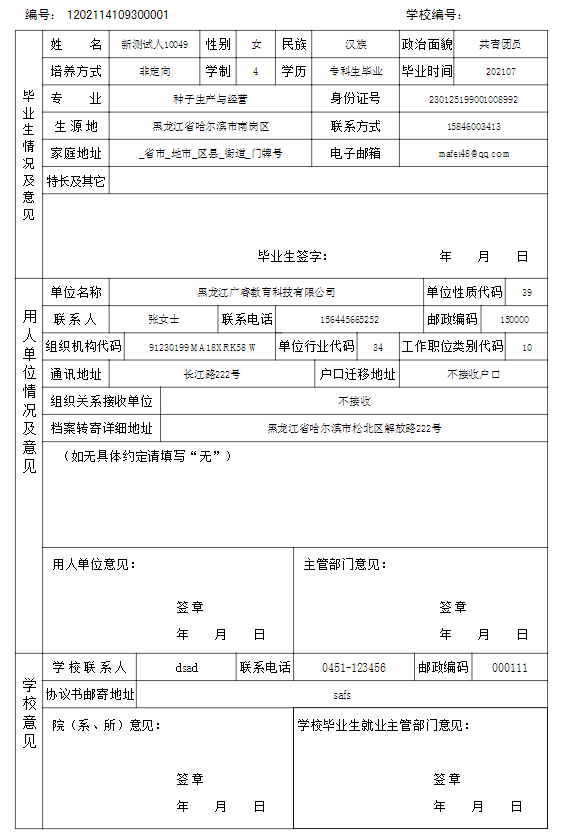 编号： 1202114109300001 学校编号：
毕业生情况及意见
姓 名 新测试人10049 性别 女 民族 汉族 政治面貌 共青团员
培养方式 非定向 学制 4 学历 专科生毕业 毕业时间 202107
专 业 种子生产与经营 身份证号 230125199001008992
生 源 地 黑龙江省哈尔滨市南岗区 联系方式 15846003413
家庭地址 _省市_地市_区县_街道_门牌号 电子邮箱 mafei48@qq.com
特长及其它
毕业生签字： 年 月 日
用人单位情况及意见
单位名称 黑龙江广睿教育科技有限公司 单位性质代码 39
联 系 人 张女士 联系电话 156445665252 邮政编码 150000
组织机构代码 91230199MA18XRK58W 单位行业代码 34 工作职位类别代码 10
通讯地址 长江路222号 户口迁移地址 不接收户口
组织关系接收单位 不接收
档案转寄详细地址 黑龙江省哈尔滨市松北区解放路222号
（如无具体约定请填写“无”）
用人单位意见： 主管部门意见：
签章 签章
年 月 日 年 月 日
学校意见
学校联系人 dsad 联系电话 0451-123456 邮政编码 000111
协议书邮寄地址 safs
院（系、所）意见： 学校毕业生就业主管部门意见：
签章 签章
年 月 日 年 月 日